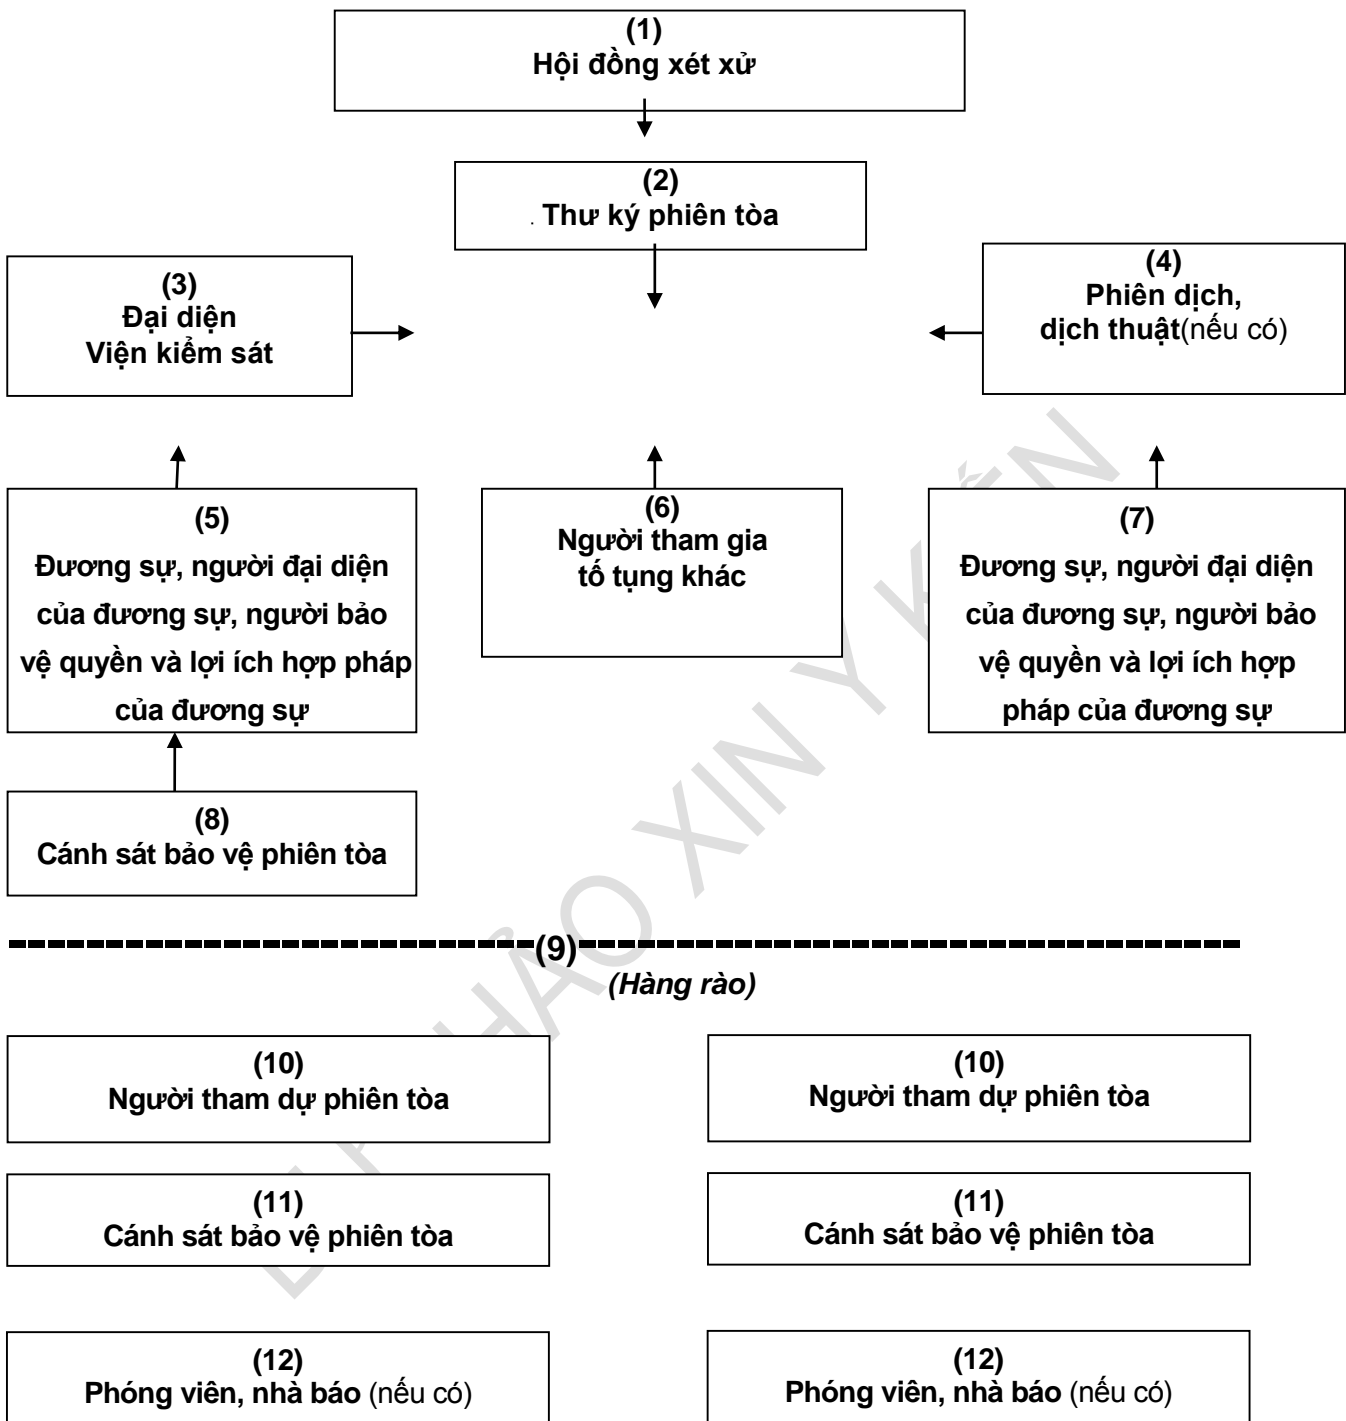 (1)
Hội đồng xét xử
(2)
. Thư ký phiên tòa
(3)
Đại diện
Viện kiểm sát
(4)
Phiên dịch,
dịch thuật(nếu có)
(5)
Đương sự, người đại diện
của đương sự, người bảo
vệ quyền và lợi ích hợp pháp
của đương sự
(6)
Người tham gia
tố tụng khác
(7)
Đương sự, người đại diện
của đương sự, người bảo
vệ quyền và lợi ích hợp
pháp của đương sự
(8)
Cánh sát bảo vệ phiên tòa
(9)
(Hàng rào)
(10)
Người tham dự phiên tòa
(10)
Người tham dự phiên tòa
(11)
Cánh sát bảo vệ phiên tòa
(11)
Cánh sát bảo vệ phiên tòa
(12)
Phóng viên, nhà báo (nếu có)
(12)
Phóng viên, nhà báo (nếu có)
XIN Ý